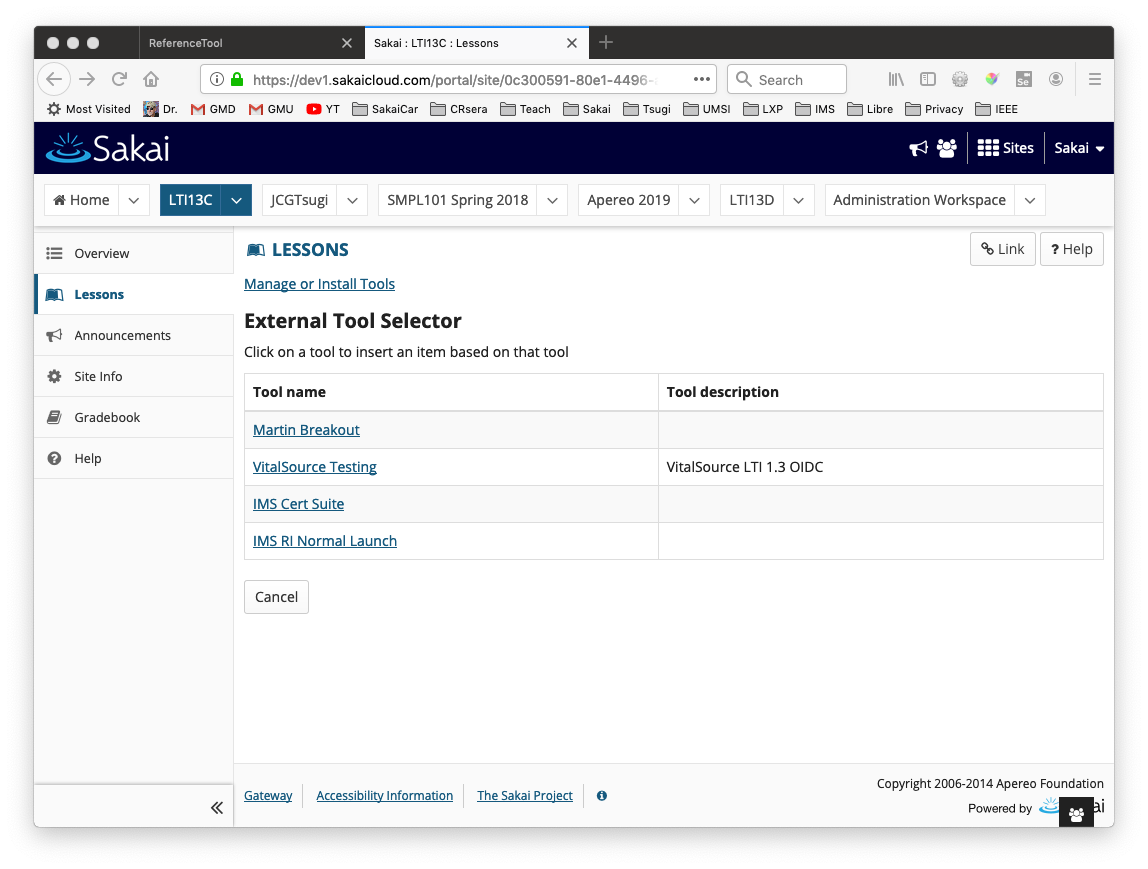 ReferenceTool
Sakai : LTI13C : Lessons
https://dev1.sakaicloud.com/portal/site/0c300591-80e1-4496-
Search
Most Visited Dr. GMD GMU YT SakaiCar CRsera Teach Sakai Tsugi UMSI LXP IMS Libre Privacy IEEE
Sakai
Sites
Sakai
Home LTI13C JCGTsugi SMPL101 Spring 2018 Apereo 2019 LTI13D Administration Workspace
Overview
Lessons
Announcements
Site Info
Gradebook
Help
LESSONS
Link
? Help
Manage or Install Tools
External Tool Selector
Click on a tool to insert an item based on that tool
Tool name Tool description
Martin Breakout
VitalSource Testing VitalSource LTI 1.3 OIDC
IMS Cert Suite
IMS RI Normal Launch
Cancel
Gateway Accessibility Information The Sakai Project
Copyright 2006-2014 Apereo Foundation
Powered by